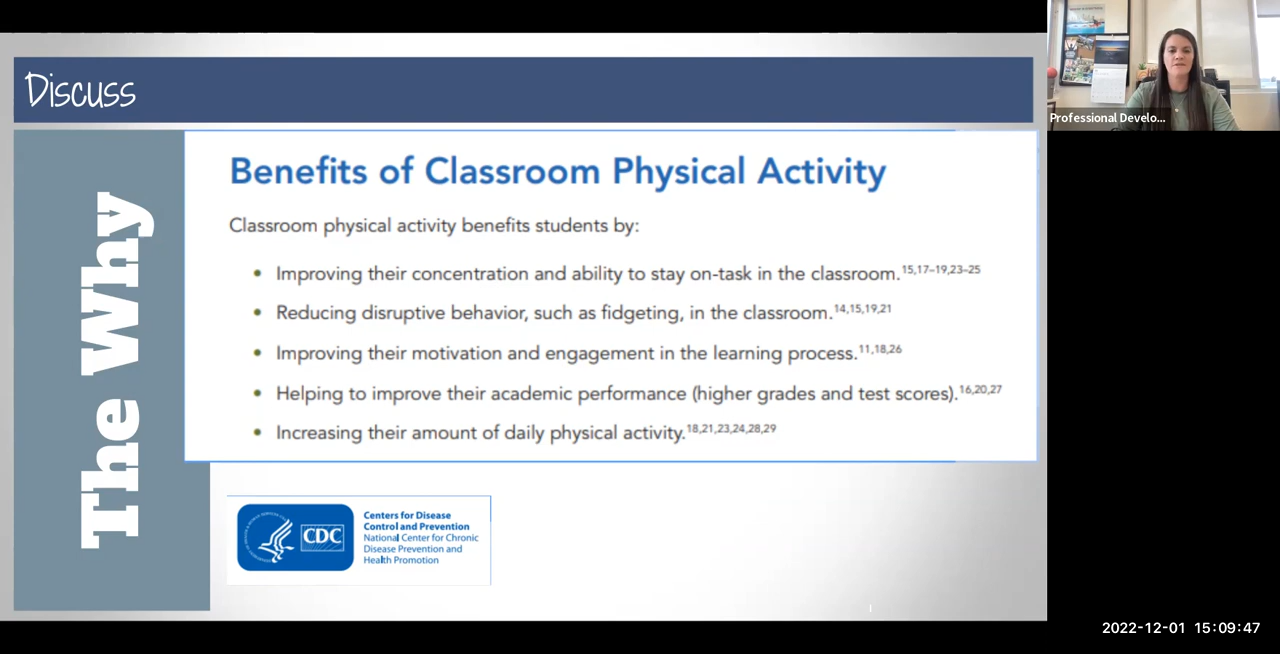 Discuss
The Why
Benefits of Classroom Physical Activity
Classroom physical activity benefits students by:
• Improving their concentration and ability to stay on-task in the classroom.15,17–19,23–25
• Reducing disruptive behavior, such as fidgeting, in the classroom.14,15,19,21
• Improving their motivation and engagement in the learning process.11,18,26
• Helping to improve their academic performance (higher grades and test scores).16,20,27
• Increasing their amount of daily physical activity.18,21,23,24,28,29
CDC
Centers for Disease
Control and Prevention
National Center for Chronic
Disease Prevention and
Health Promotion
Professional Develo...
2022-12-01 15:09:47